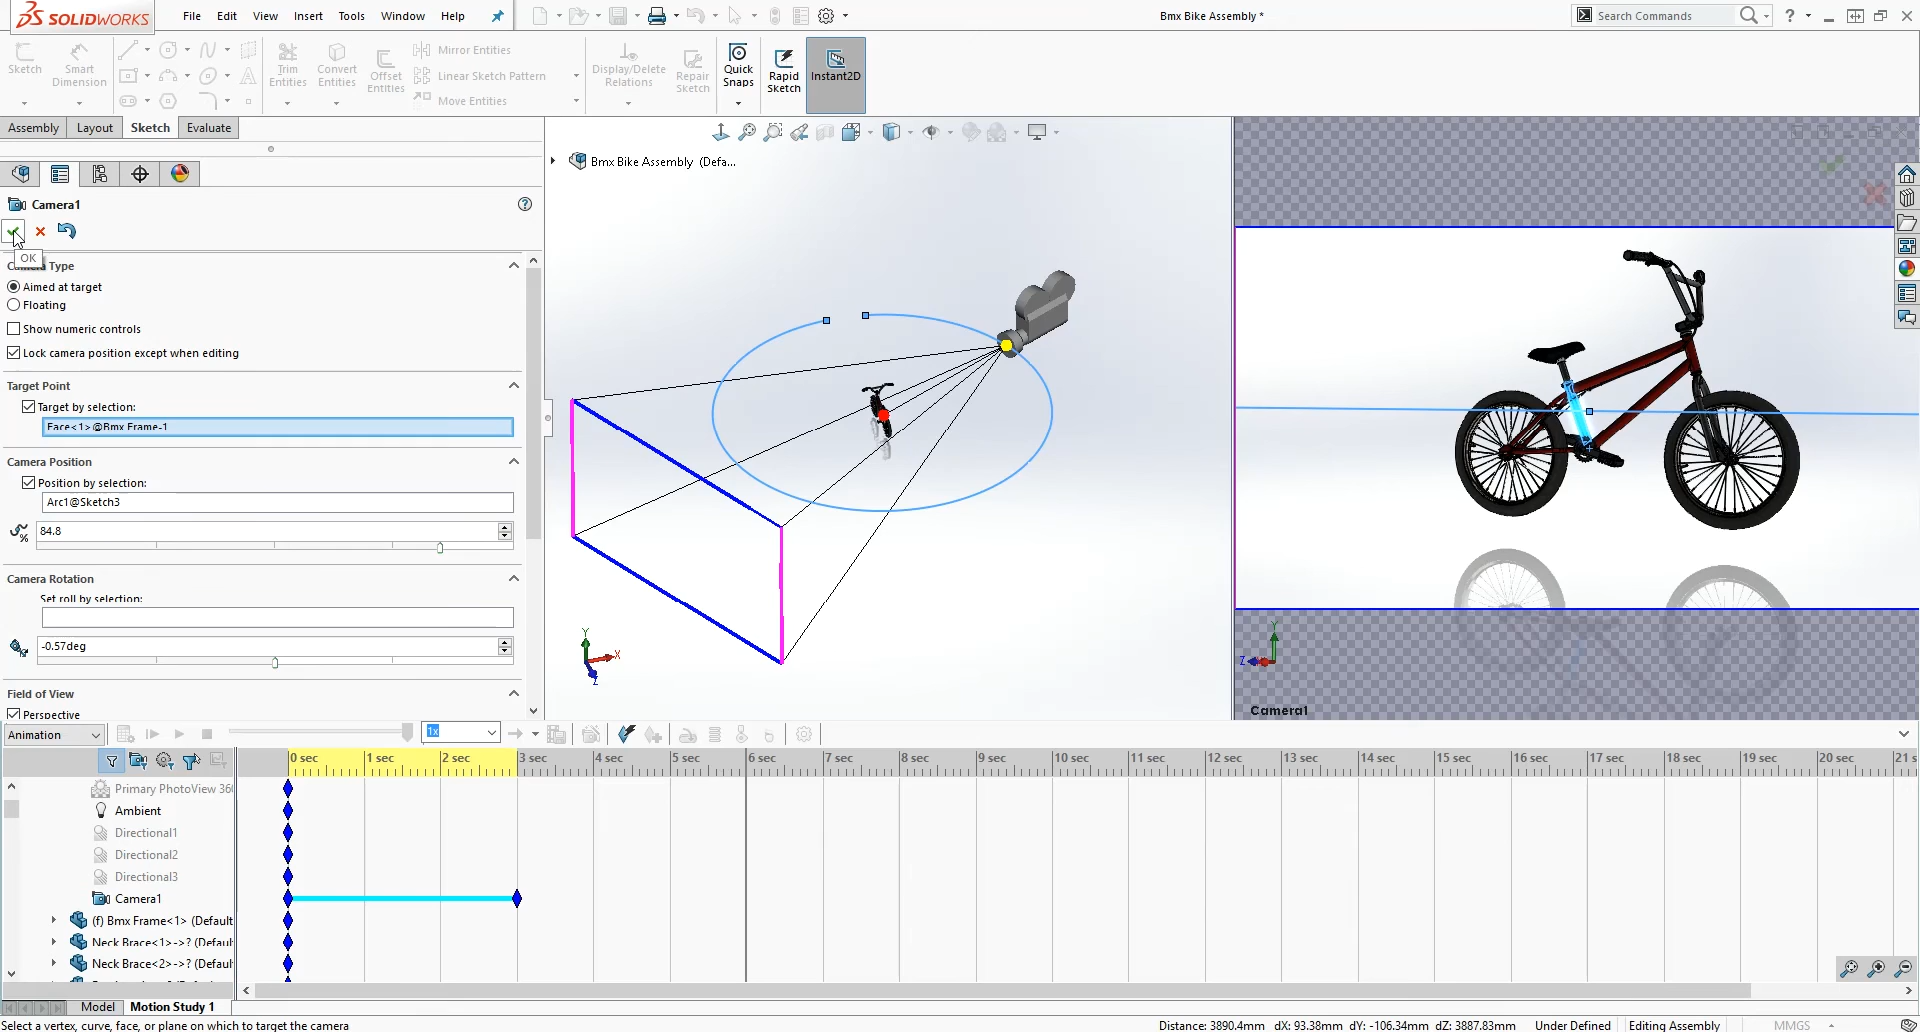 SOLIDWORKS File Edit View Insert Tools Window Help Bmx Bike Assembly * Search Commands ?
Sketch Smart Dimension Trim Entities Convert Entities Offset Entities Mirror Entities Linear Sketch Pattern Move Entities Display/Delete Relations Repair Sketch Quick Snaps Rapid Sketch Instant2D
Assembly Layout Sketch Evaluate
Bmx Bike Assembly (Defa...
Camera1
OK
Camera Type
Aimed at target
Floating
Show numeric controls
Lock camera position except when editing
Target Point
Target by selection:
Face<1>@Bmx Frame-1
Camera Position
Position by selection:
Arc1@Sketch3
84.8
Camera Rotation
Set roll by selection:
-0.57deg
Field of View
Perspective
Y X Z
Y Z
Camera1
Animation 1x
0 sec 1 sec 2 sec 3 sec 4 sec 5 sec 6 sec 7 sec 8 sec 9 sec 10 sec 11 sec 12 sec 13 sec 14 sec 15 sec 16 sec 17 sec 18 sec 19 sec 20 sec 21 s
Primary PhotoView 36
Ambient
Directional1
Directional2
Directional3
Camera1
(f) Bmx Frame<1> (Default
Neck Brace<1>->? (Defaul
Neck Brace<2>->? (Defaul
Model Motion Study 1
Select a vertex, curve, face, or plane on which to target the camera Distance: 3890.4mm dX: 93.38mm dY: -106.34mm dZ: 3887.83mm Under Defined Editing Assembly MMGS